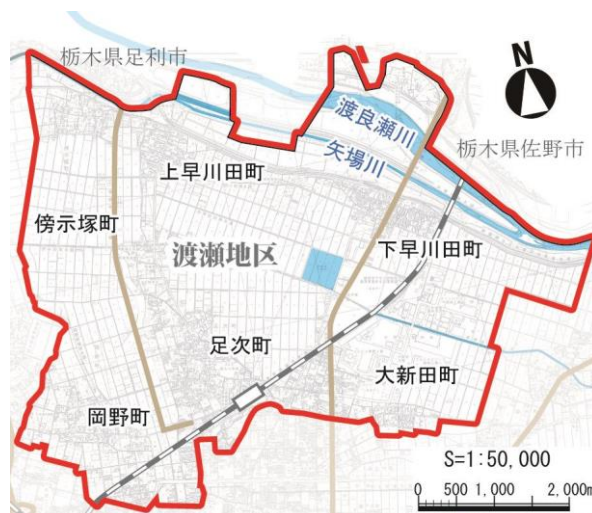 栃木県足利市
N
渡良瀬川
矢場川
栃木県佐野市
上早川田町
傍示塚町
渡瀬地区
下早川田町
足次町
大新田町
岡野町
S=1:50,000
0 500 1,000 2,000m